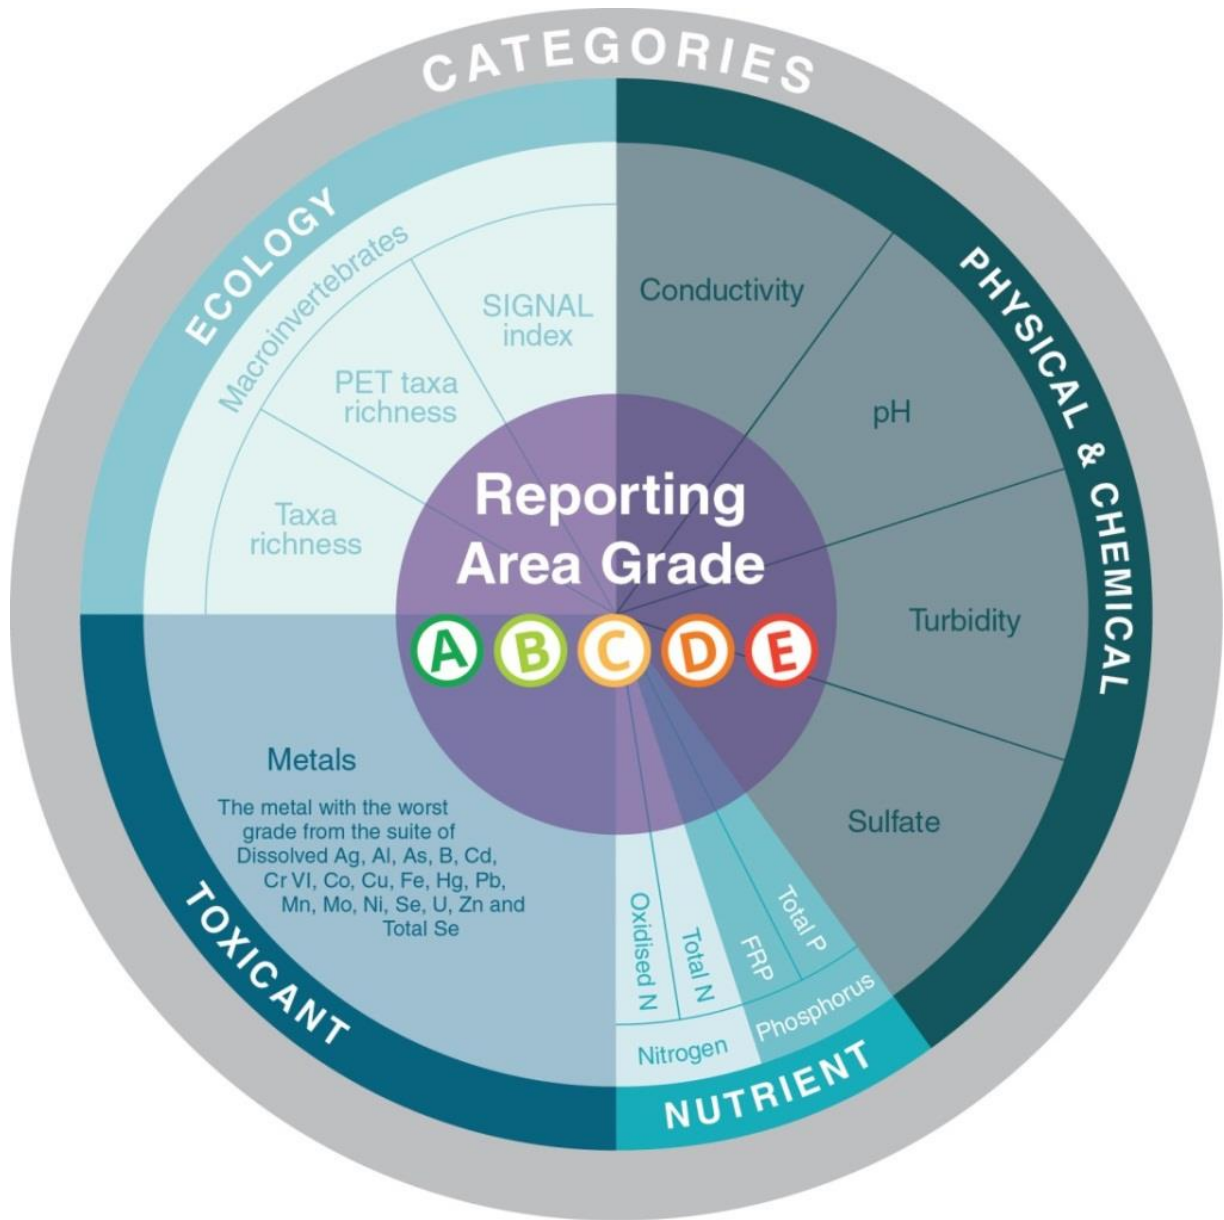 CATEGORIES
ECOLOGY
Macroinvertebrates
SIGNAL
index
PET taxa
richness
Taxa
richness
PHYSICAL & CHEMICAL
Conductivity
pH
Turbidity
Sulfate
Reporting
Area Grade
A B C D E
TOXICANT
Metals
The metal with the worst
grade from the suite of
Dissolved Ag, Al, As, B, Cd,
Cr VI, Co, Cu, Fe, Hg, Pb,
Mn, Mo, Ni, Se, U, Zn and
Total Se
NUTRIENT
Nitrogen
Oxidised N
Total N
Phosphorus
FRP
Total P